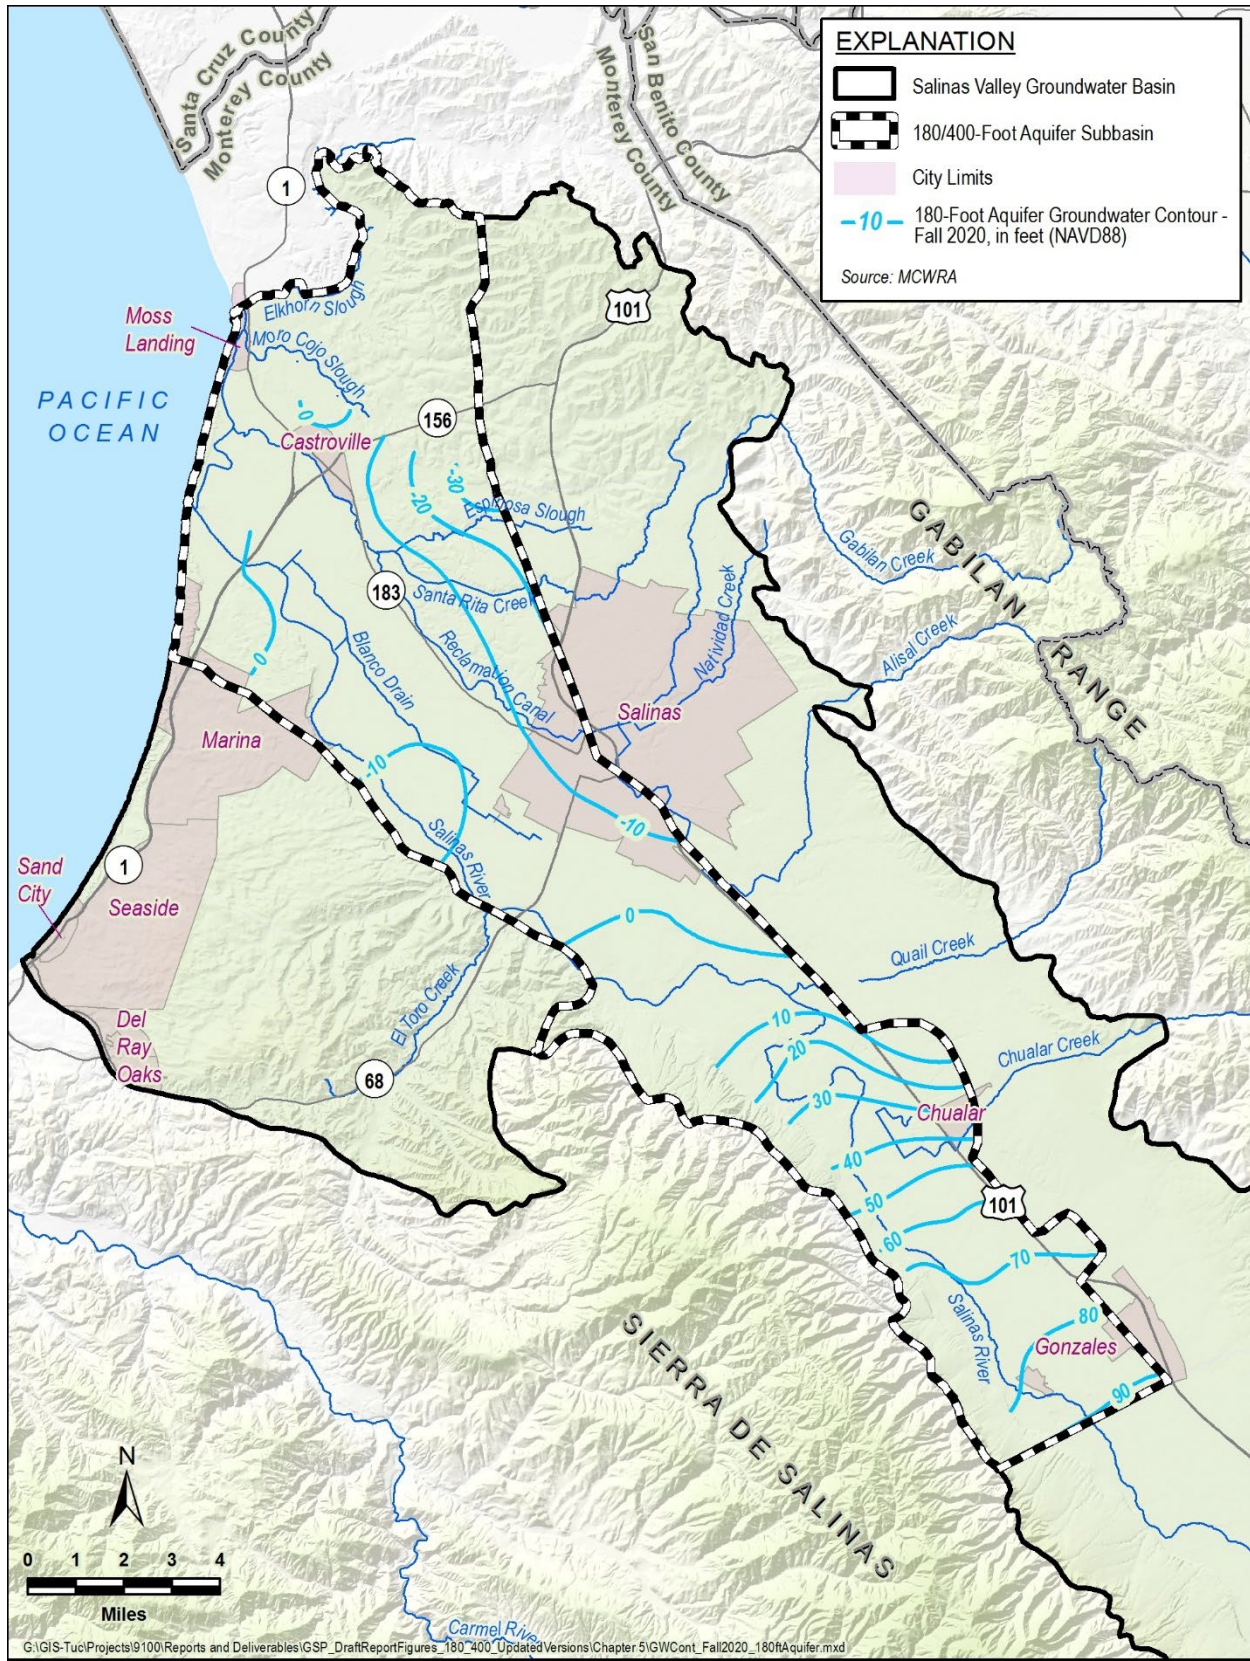 Santa Cruz County
Monterey County
San Benito County
Monterey County
EXPLANATION
Salinas Valley Groundwater Basin
180/400-Foot Aquifer Subbasin
City Limits
-10
180-Foot Aquifer Groundwater Contour -
Fall 2020, in feet (NAVD88)
Source: MCWRA
1
101
Elkhorn Slough
Moss
Landing
Moro Cojo Slough
PACIFIC
OCEAN
0
Castroville
156
-20
-30
Espinosa Slough
GABILAN
RANGE
Gabilan Creek
183
Santa Rita Creek
Natividad Creek
Alisal Creek
0
Blanco Drain
Reclamation Canal
Salinas
Marina
-10
-10
Salinas River
1
Sand
City
Seaside
0
Quail Creek
El Toro Creek
Del
Ray
Oaks
68
10
20
30
Chualar Creek
Chualar
40
50
101
60
70
Salinas River
80
Gonzales
90
SIERRA DE SALINAS
N
0 1 2 3 4
Miles
Carmel River
G:\GIS-Tuc\Projects\9100\Reports and Deliverables\GSP_DraftReportFigures_180_400_UpdatedVersions\Chapter 5\GWCont_Fall2020_180ftAquifer.mxd